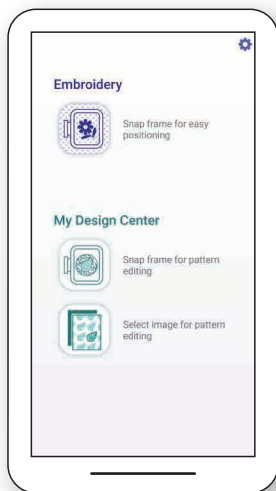 Embroidery
Snap frame for easy
positioning
My Design Center
Snap frame for pattern
editing
Select image for pattern
editing